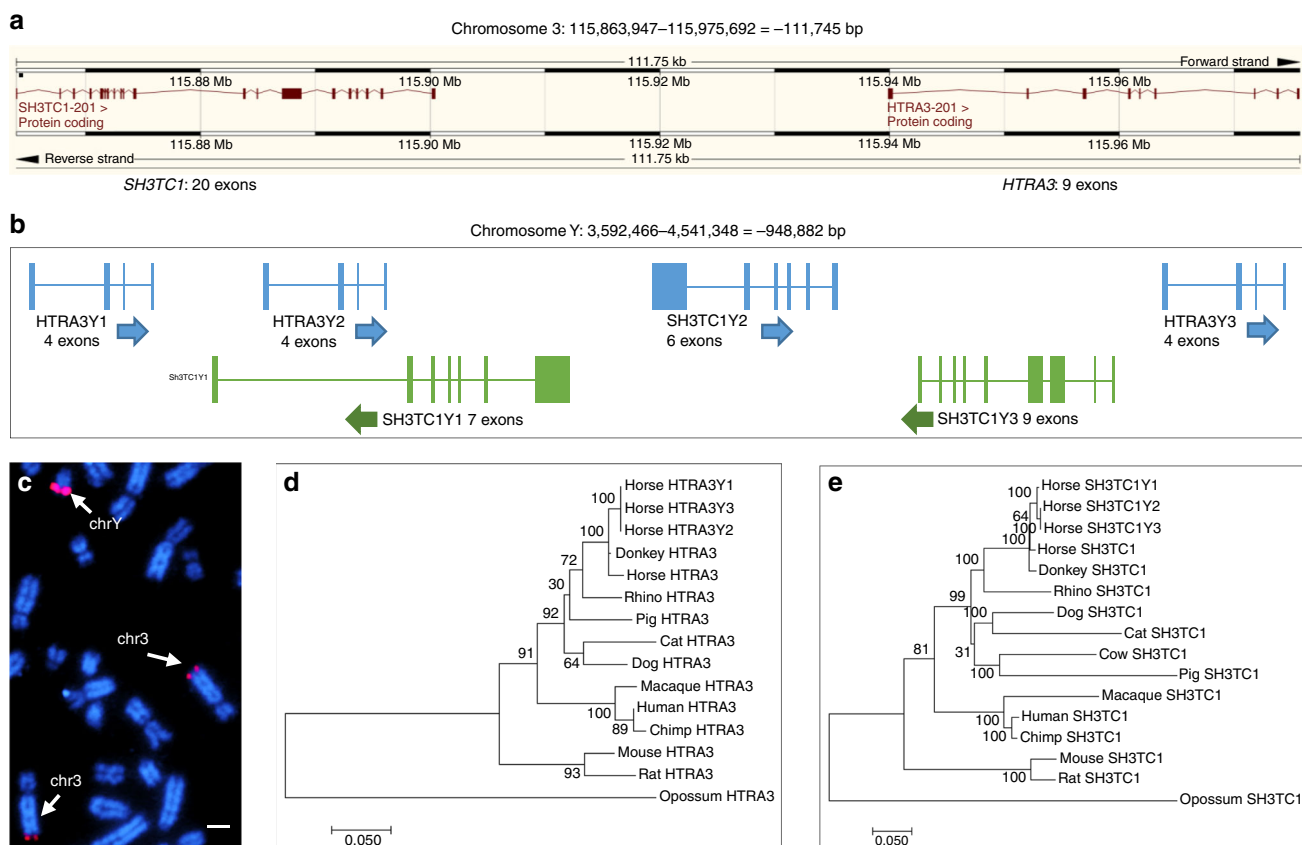 a
Chromosome 3: 115,863,947–115,975,692 = –111,745 bp
111.75 kb
Forward strand
115.88 Mb 115.90 Mb 115.92 Mb 115.94 Mb 115.96 Mb
SH3TC1-201 >
Protein coding
HTRA3-201 >
Protein coding
115.88 Mb 115.90 Mb 115.92 Mb 115.94 Mb 115.96 Mb
Reverse strand
111.75 kb
SH3TC1: 20 exons
HTRA3: 9 exons
b
Chromosome Y: 3,592,466–4,541,348 = –948,882 bp
HTRA3Y1
4 exons
HTRA3Y2
4 exons
SH3TC1Y2
6 exons
HTRA3Y3
4 exons
Sh3TC1Y1
SH3TC1Y1 7 exons
SH3TC1Y3 9 exons
c
chrY
chr3
chr3
d
Horse HTRA3Y1
100
Horse HTRA3Y3
Horse HTRA3Y2
100
Donkey HTRA3
72
Horse HTRA3
30
Rhino HTRA3
92
Pig HTRA3
Cat HTRA3
91
64
Dog HTRA3
Macaque HTRA3
100
Human HTRA3
89
Chimp HTRA3
Mouse HTRA3
93
Rat HTRA3
Opossum HTRA3
0.050
e
Horse SH3TC1Y1
100
Horse SH3TC1Y2
64
Horse SH3TC1Y3
100
100
Horse SH3TC1
100
Donkey SH3TC1
Rhino SH3TC1
99
100
Dog SH3TC1
Cat SH3TC1
81
31
Cow SH3TC1
100
Pig SH3TC1
Macaque SH3TC1
100
Human SH3TC1
100
Chimp SH3TC1
Mouse SH3TC1
100
Rat SH3TC1
Opossum SH3TC1
0.050